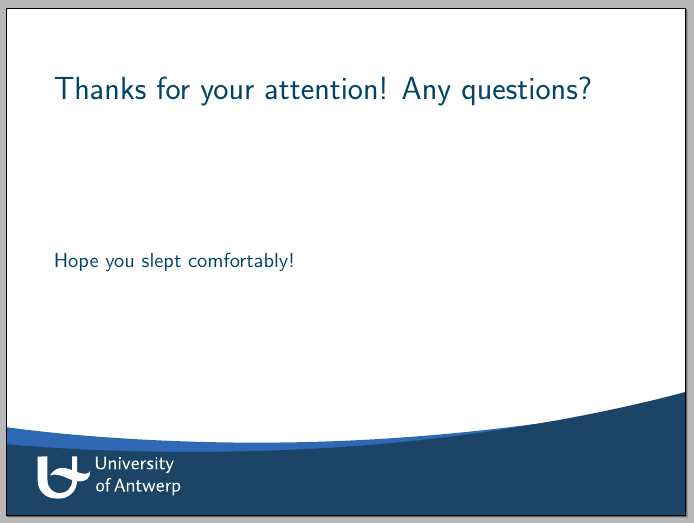 Thanks for your attention! Any questions?
Hope you slept comfortably!
University
of Antwerp